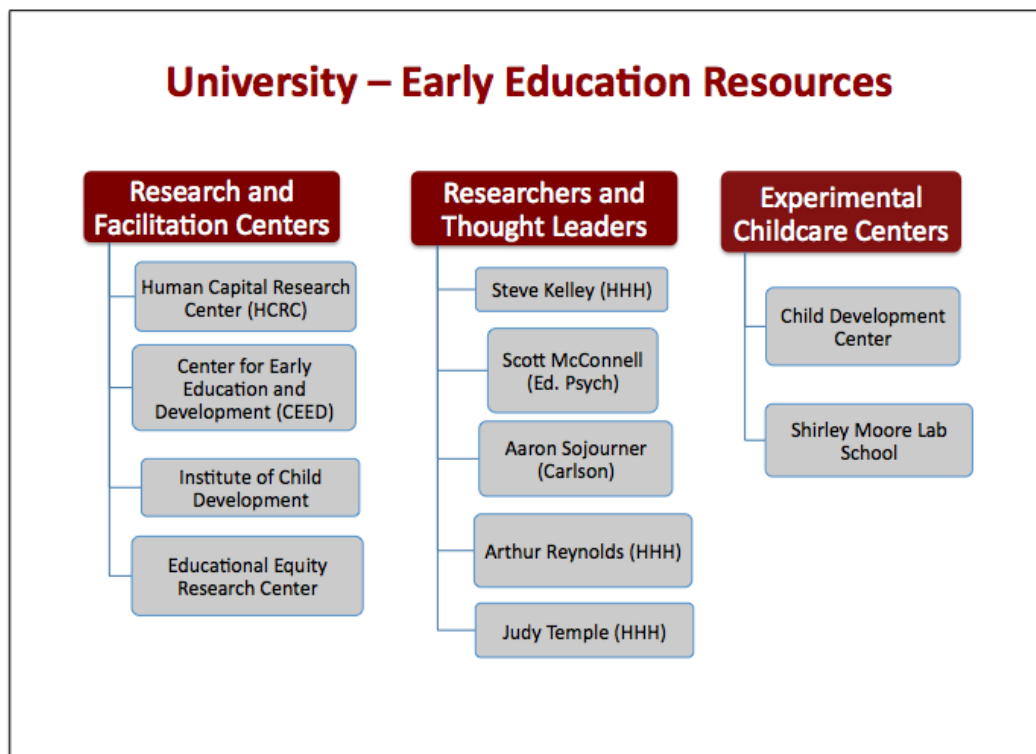 University – Early Education Resources
Research and
Facilitation Centers
Human Capital Research
Center (HCRC)
Center for Early
Education and
Development (CEED)
Institute of Child
Development
Educational Equity
Research Center
Researchers and
Thought Leaders
Steve Kelley (HHH)
Scott McConnell
(Ed. Psych)
Aaron Sojourner
(Carlson)
Arthur Reynolds (HHH)
Judy Temple (HHH)
Experimental
Childcare Centers
Child Development
Center
Shirley Moore Lab
School